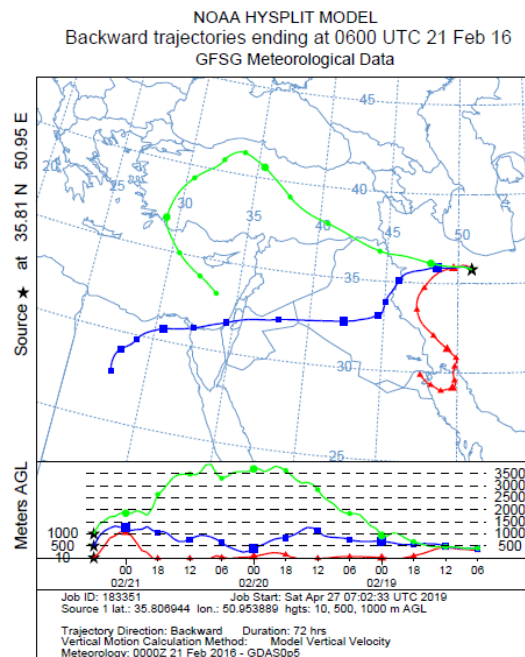 NOAA HYSPLIT MODEL
Backward trajectories ending at 0600 UTC 21 Feb 16
GFSG Meteorological Data
Source ★ at 35.81 N 50.95 E
45
45
20
25
30
35
40
40
50
45
35
30
30
25
Meters AGL
3500
3000
2500
2000
1500
1000
500
1000
500
10
00 18 12 06 00 18 12 06 00 18 12 06
02/21 02/20 02/19
Job ID: 183351 Job Start: Sat Apr 27 07:02:33 UTC 2019
Source 1 lat.: 35.806944 lon.: 50.953889 hgts: 10, 500, 1000 m AGL
Trajectory Direction: Backward Duration: 72 hrs
Vertical Motion Calculation Method: Model Vertical Velocity
Meteorology: 0000Z 21 Feb 2016 - GDAS0p5